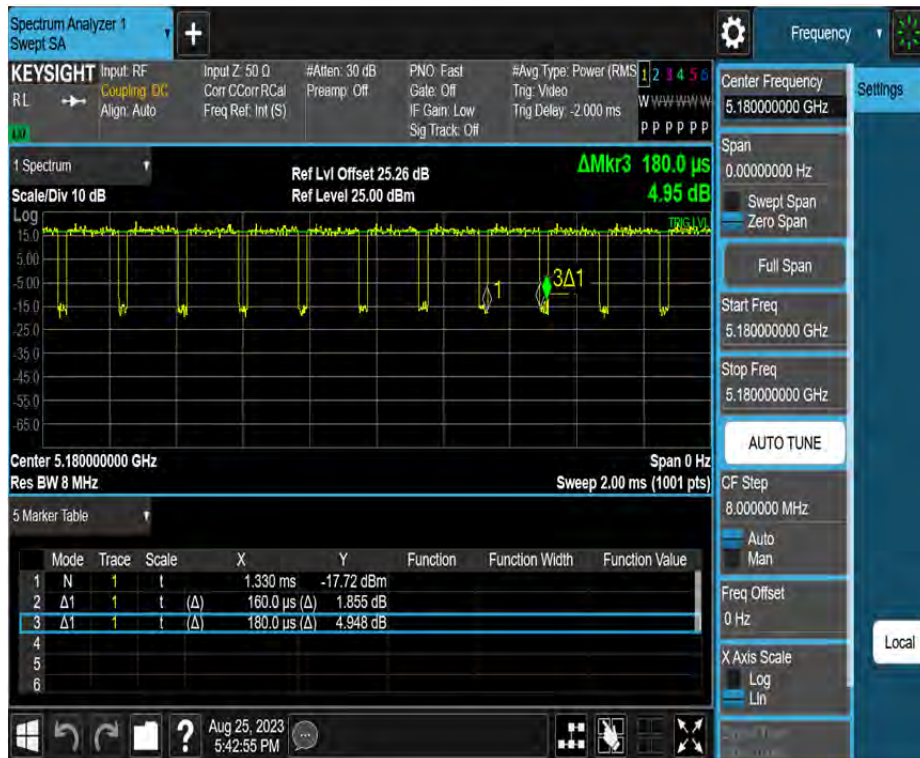 Spectrum Analyzer 1
Swept SA
Frequency
KEYSIGHT
RL
Input: RF
Coupling: DC
Align: Auto
Input Z: 50 Ω
Corr CCorr RCal
Freq Ref: Int (S)
#Atten: 30 dB
Preamp: Off
PNO: Fast
Gate: Off
IF Gain: Low
Sig Track: Off
#Avg Type: Power (RMS
Trig: Video
Trig Delay: -2.000 ms
1 2 3 4 5 6
W W W W W W
P P P P P P
LXI
1 Spectrum
Scale/Div 10 dB
Ref Lvl Offset 25.26 dB
Ref Level 25.00 dBm
ΔMkr3 180.0 µs
4.95 dB
Log
TRIG LVL
15.0
5.00
-5.00
-15.0
-25.0
-35.0
-45.0
-55.0
-65.0
1
3Δ1
Center 5.180000000 GHz
Res BW 8 MHz
Span 0 Hz
Sweep 2.00 ms (1001 pts)
5 Marker Table
Mode Trace Scale X Y Function Function Width Function Value
1 N 1 t 1.330 ms -17.72 dBm
2 Δ1 1 t (Δ) 160.0 µs (Δ) 1.855 dB
3 Δ1 1 t (Δ) 180.0 µs (Δ) 4.948 dB
4
5
6
Aug 25, 2023
5:42:55 PM
?
Center Frequency
5.180000000 GHz
Span
0.00000000 Hz
Swept Span
Zero Span
Full Span
Start Freq
5.180000000 GHz
Stop Freq
5.180000000 GHz
AUTO TUNE
CF Step
8.000000 MHz
Auto
Man
Freq Offset
0 Hz
X Axis Scale
Log
Lin
Settings
Local